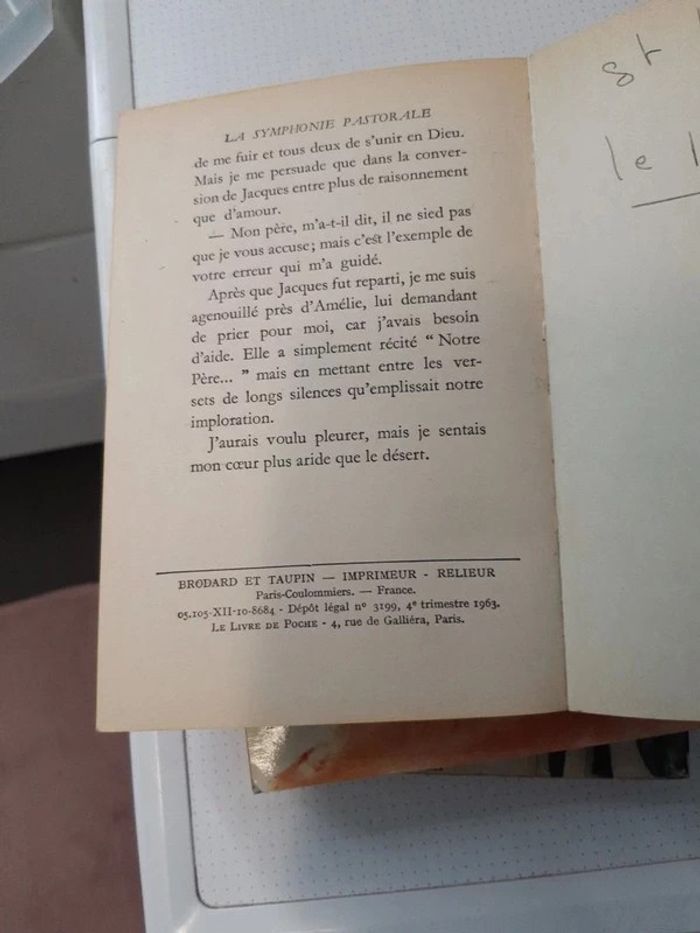 LA SYMPHONIE PASTORALE
de me fuir et tous deux de s'unir en Dieu.
Mais je me persuade que dans la conver-
sion de Jacques entre plus de raisonnement
que d'amour.
— Mon père, m'a-t-il dit, il ne sied pas
que je vous accuse; mais c'est l'exemple de
votre erreur qui m'a guidé.
Après que Jacques fut reparti, je me suis
agenouillé près d'Amélie, lui demandant
de prier pour moi, car j'avais besoin
d'aide. Elle a simplement récité “ Notre
Père... ” mais en mettant entre les ver-
sets de longs silences qu'emplissait notre
imploration.
J'aurais voulu pleurer, mais je sentais
mon cœur plus aride que le désert.
BRODARD ET TAUPIN — IMPRIMEUR - RELIEUR
Paris-Coulommiers. — France.
05.105-XII-10-8684 - Dépôt légal n° 3199, 4e trimestre 1963.
LE LIVRE DE POCHE - 4, rue de Galliéra, Paris.
st
le